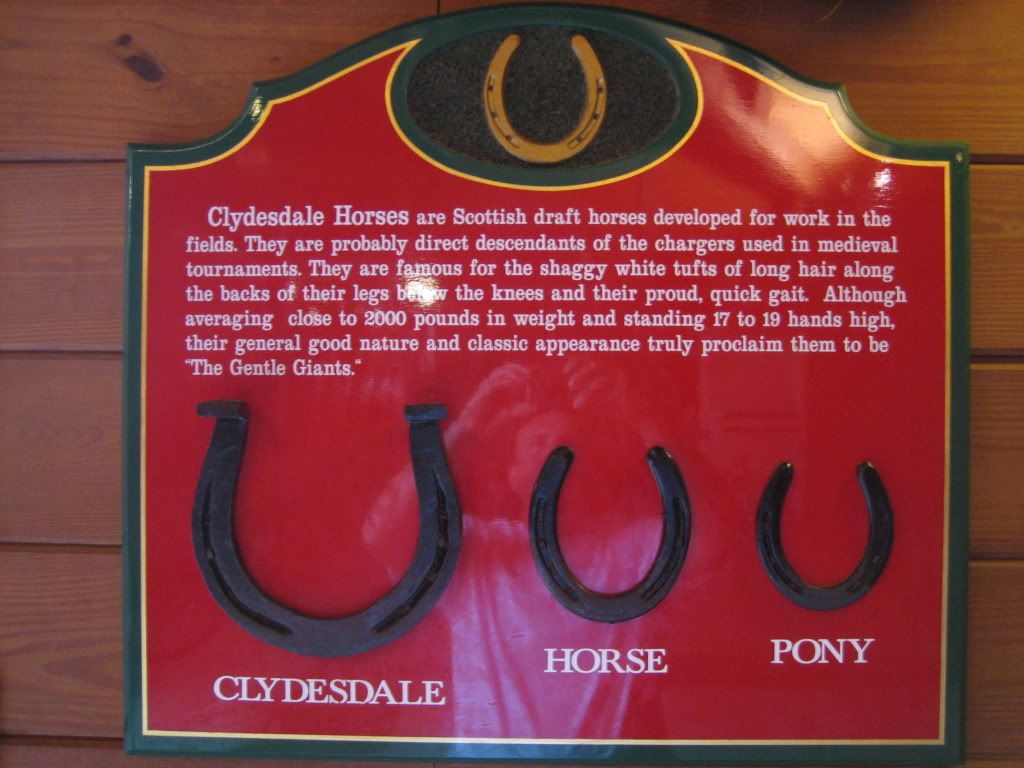 Clydesdale Horses are Scottish draft horses developed for work in the
fields. They are probably direct descendants of the chargers used in medieval
tournaments. They are famous for the shaggy white tufts of long hair along
the backs of their legs below the knees and their proud, quick gait. Although
averaging close to 2000 pounds in weight and standing 17 to 19 hands high,
their general good nature and classic appearance truly proclaim them to be
"The Gentle Giants."
CLYDESDALE HORSE PONY